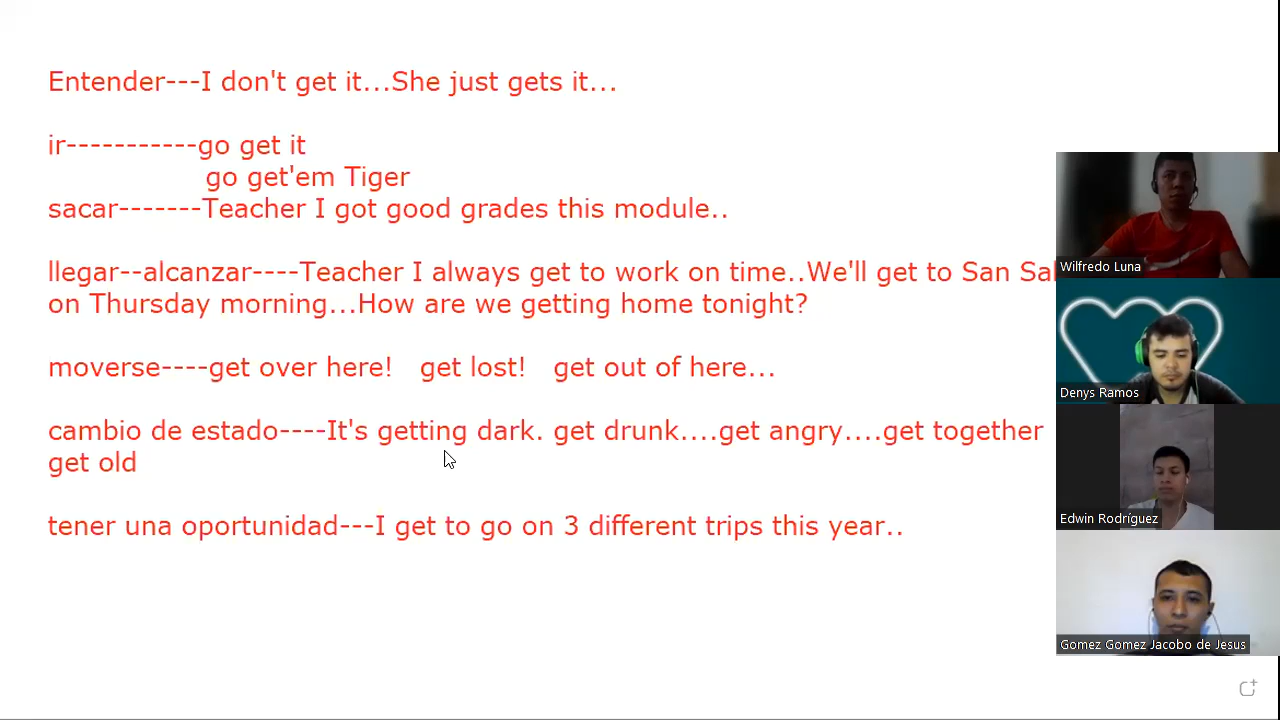 Entender---I don't get it...She just gets it...
ir-----------go get it
go get'em Tiger
sacar-------Teacher I got good grades this module..
llegar--alcanzar----Teacher I always get to work on time..We'll get to San Sal
on Thursday morning...How are we getting home tonight?
moverse----get over here! get lost! get out of here...
cambio de estado----It's getting dark. get drunk....get angry....get together
get old
tener una oportunidad---I get to go on 3 different trips this year..
Wilfredo Luna
Denys Ramos
Edwin Rodríguez
Gomez Gomez Jacobo de Jesus